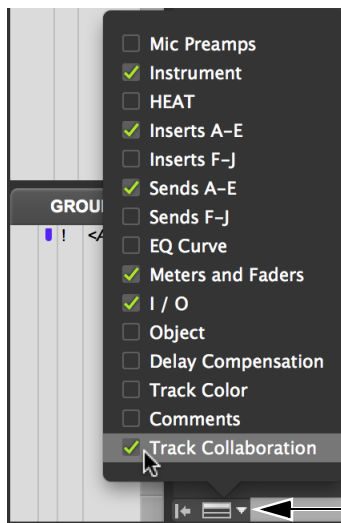 Mic Preamps
Instrument
HEAT
Inserts A–E
Inserts F–J
Sends A–E
GROU
Sends F–J
! <A
EQ Curve
Meters and Faders
I / O
Object
Delay Compensation
Track Color
Comments
Track Collaboration